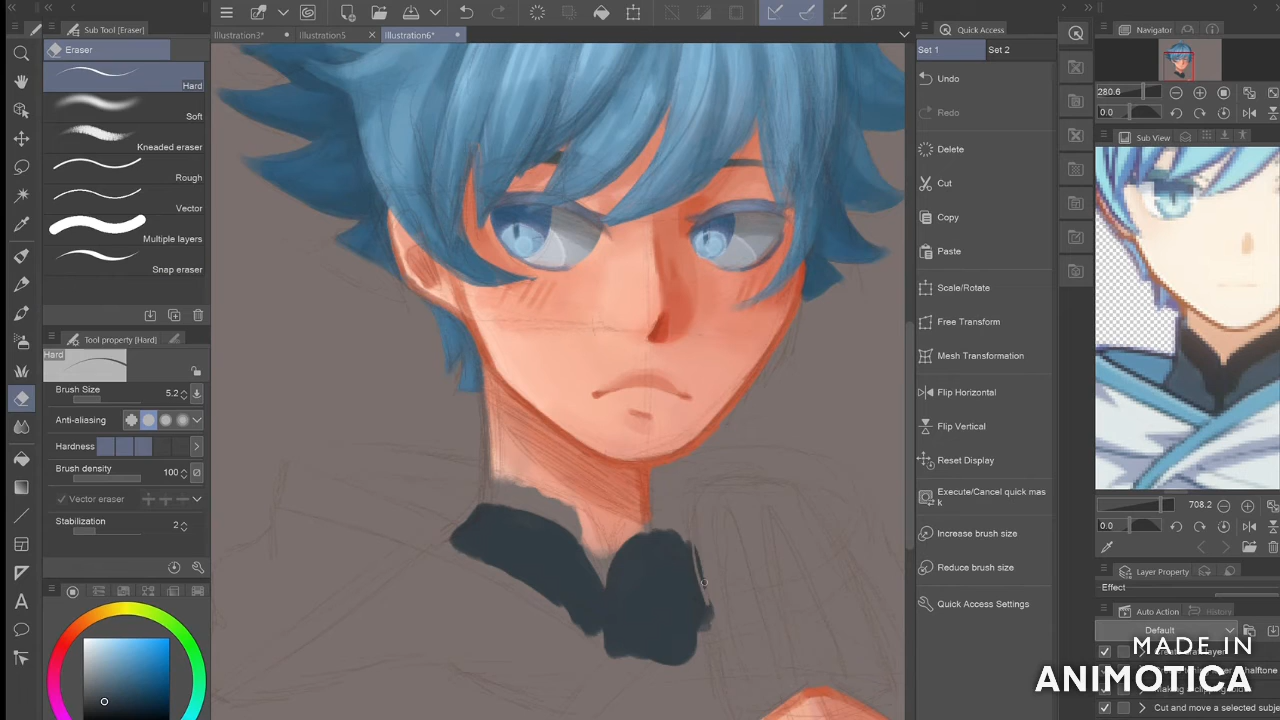 Sub Tool [Eraser]
Eraser
Hard
Soft
Kneaded eraser
Rough
Vector
Multiple layers
Snap eraser
Tool property [Hard]
Hard
Brush Size
5.2
Anti-aliasing
Hardness
Brush density
100
Vector eraser
Stabilization
2
Illustration3*
Illustration5
Illustration6*
Quick Access
Set 1
Set 2
Undo
Redo
Delete
Cut
Copy
Paste
Scale/Rotate
Free Transform
Mesh Transformation
Flip Horizontal
Flip Vertical
Reset Display
Execute/Cancel quick mas
k
Increase brush size
Reduce brush size
Quick Access Settings
Navigator
280.6
0.0
Sub View
708.2
0.0
Layer Property
Effect
Auto Action
History
Default
Cut and move a selected subje
MADE IN
ANIMOTICA